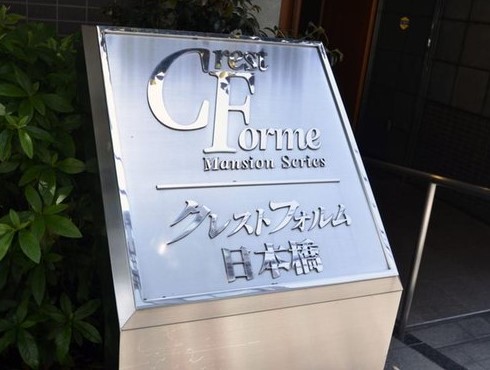 Crest
Forme
Mansion Series
クレストフォルム
日本橋